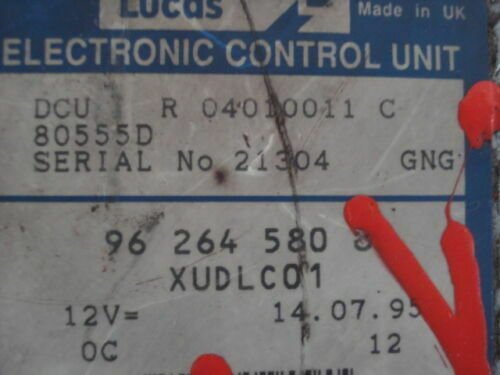 Lucas
Made in UK
ELECTRONIC CONTROL UNIT
DCU R 04010011 C
80555D
SERIAL No 21304 GNG
96 264 580
XUDLC01
12V= 14.07.95
0C 12